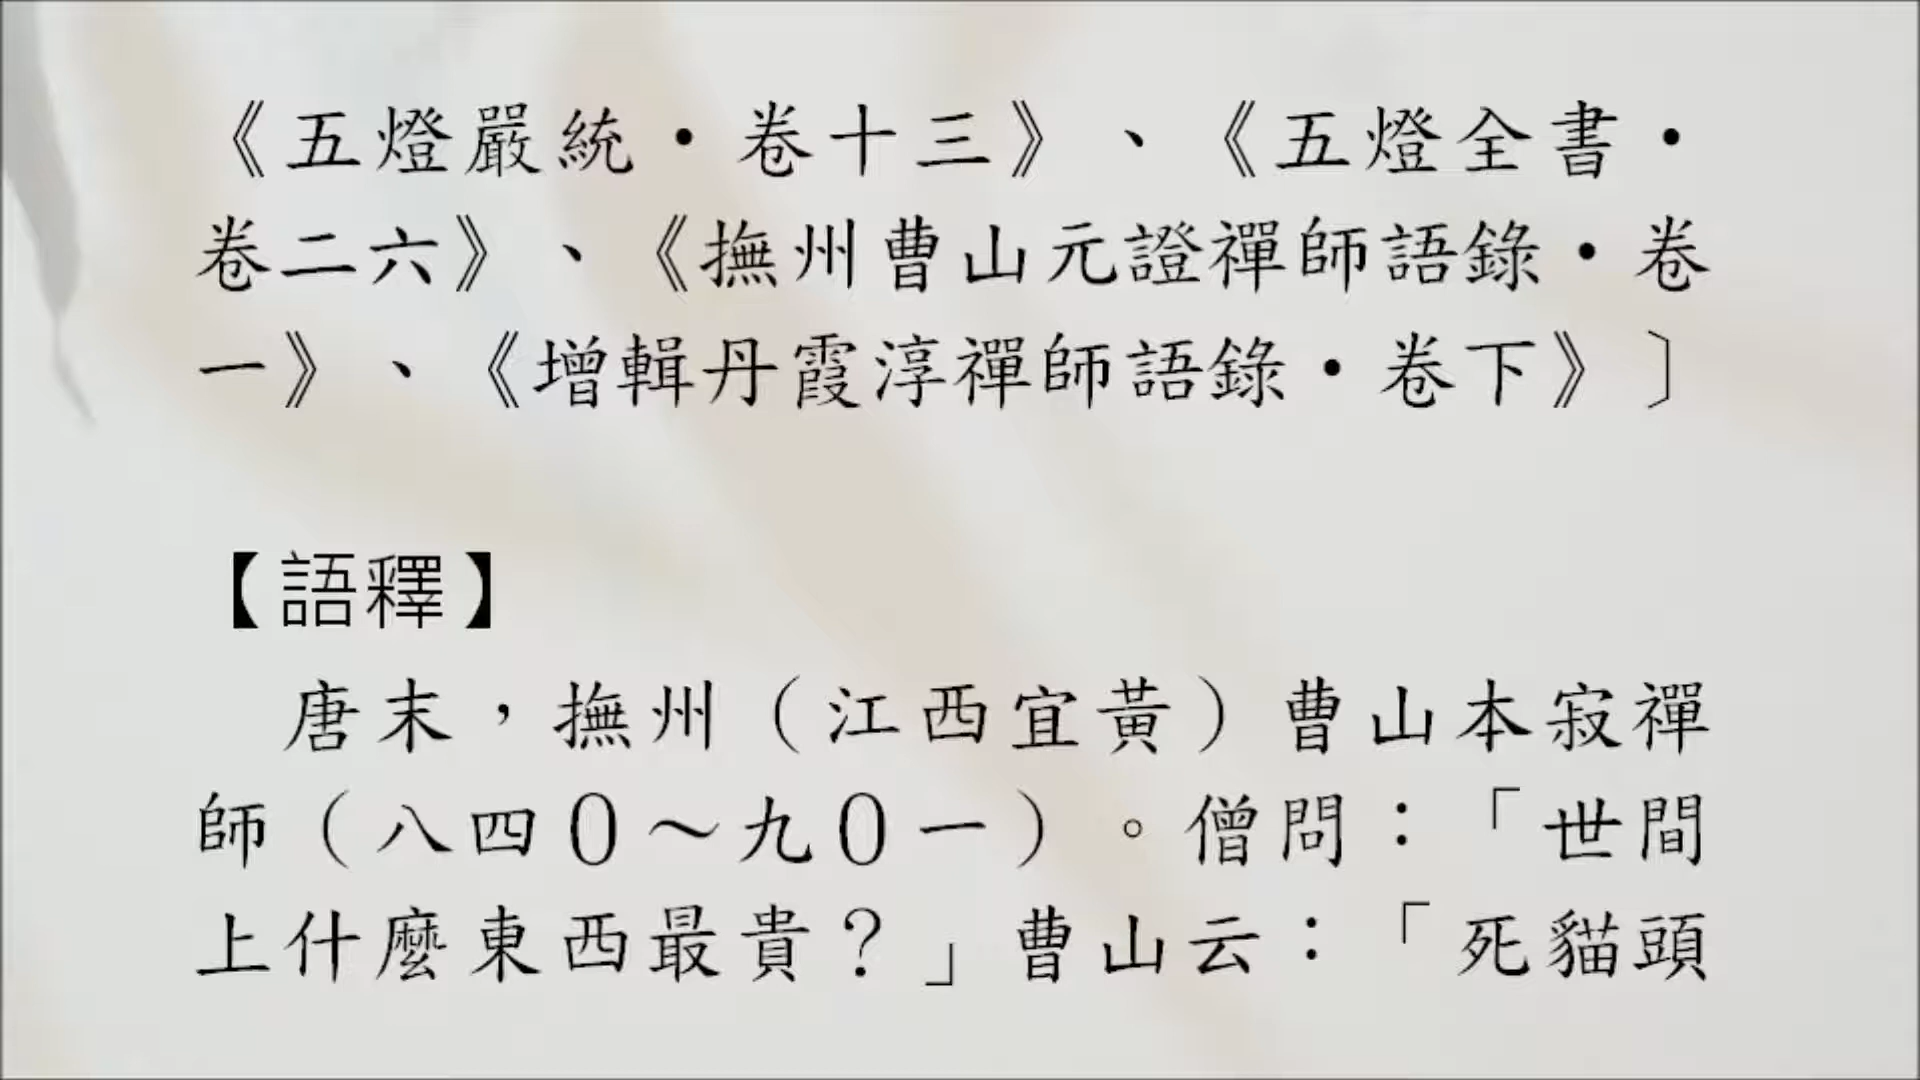 《五燈嚴統・卷十三》、《五燈全書・
卷二六》、《撫州曹山元證禪師語錄・卷
一》、《增輯丹霞淳禪師語錄・卷下》〕
【語釋】
唐末，撫州（江西宜黃）曹山本寂禪
師（八四０～九０一）。僧問：「世間
上什麼東西最貴？」曹山云：「死貓頭